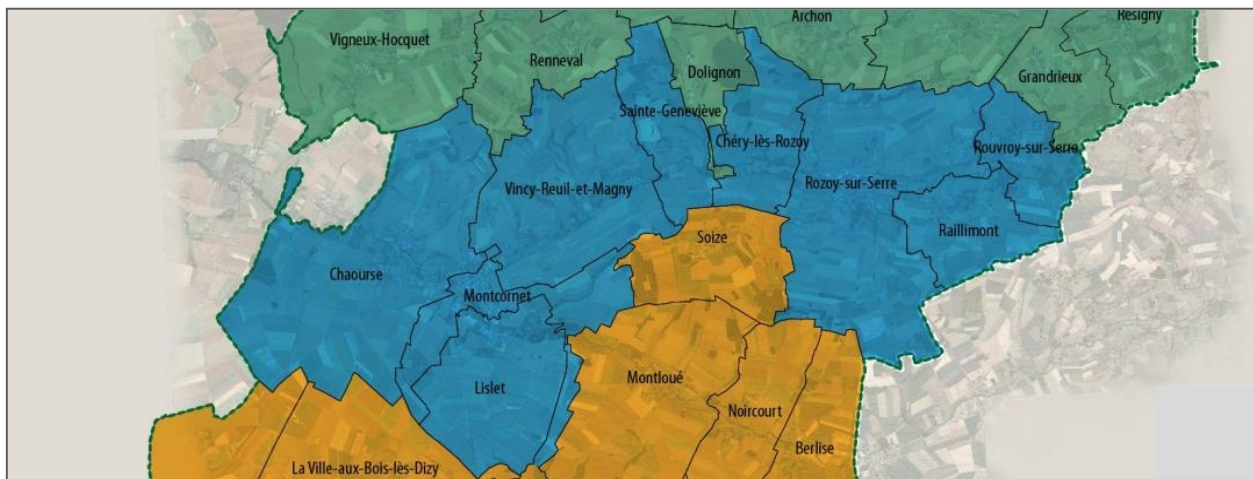 Archon
Résigny
Vigneux-Hocquet
Renneval
Dolignon
Grandrieux
Sainte-Geneviève
Chéry-lès-Rozoy
Rouvroy-sur-Serre
Vincy-Reuil-et-Magny
Rozoy-sur-Serre
Raillimont
Soize
Chaourse
Montcornet
Montloué
Lislet
Noircourt
Berlise
La Ville-aux-Bois-lès-Dizy